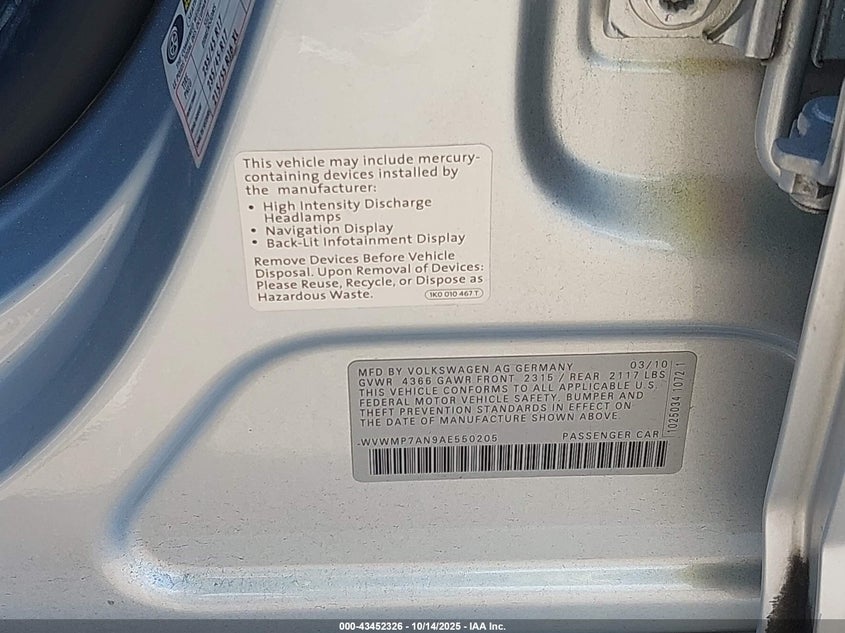 This vehicle may include mercury-
containing devices installed by
the manufacturer:
• High Intensity Discharge
Headlamps
• Navigation Display
• Back-Lit Infotainment Display
Remove Devices Before Vehicle
Disposal. Upon Removal of Devices:
Please Reuse, Recycle, or Dispose as
Hazardous Waste.
1K0 010 467 T
MFD BY VOLKSWAGEN AG GERMANY 03/10
GVWR 4366 GAWR FRONT 2315 / REAR 2117 LBS
THIS VEHICLE CONFORMS TO ALL APPLICABLE U.S.
FEDERAL MOTOR VEHICLE SAFETY, BUMPER AND
THEFT PREVENTION STANDARDS IN EFFECT ON
THE DATE OF MANUFACTURE SHOWN ABOVE.
WVWMP7AN9AE550205 PASSENGER CAR
1025034 1072 1
000-43452326 - 10/14/2025 - IAA Inc.